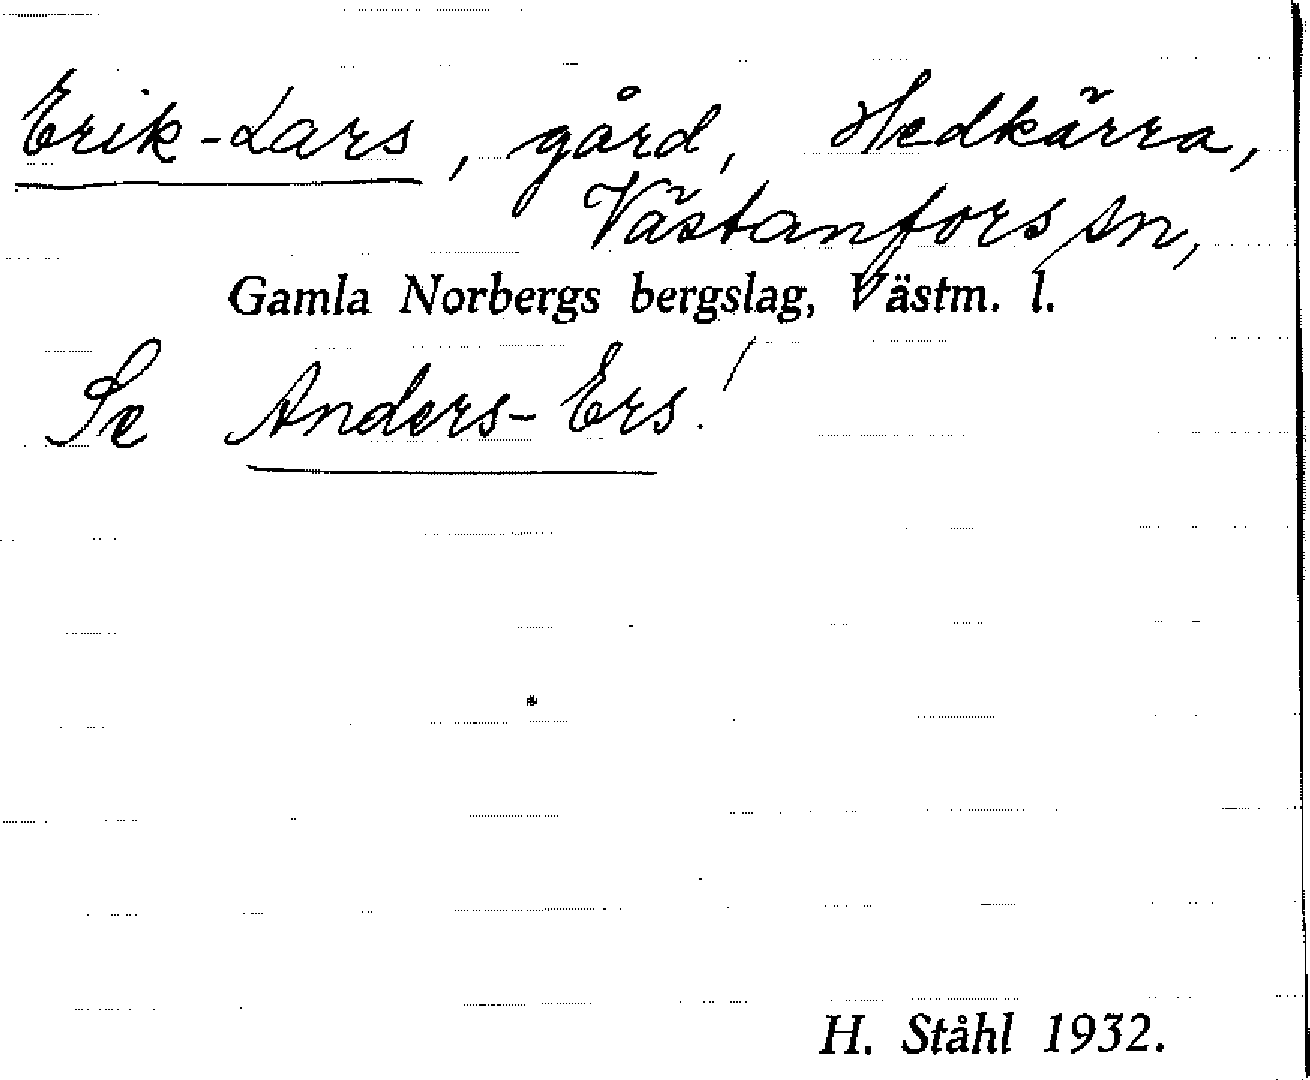 Erik-Lars, gård, Hedkärra,
Västanfors sn,
Gamla Norbergs bergslag, Västm. l.
Se Anders-Ers!
H. Ståhl 1932.